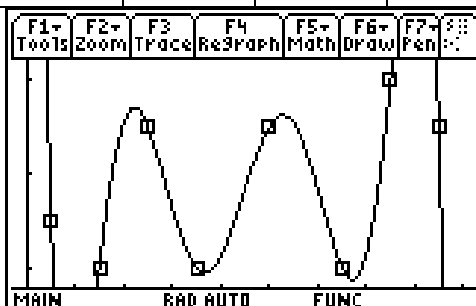 F1▾ F2▾ F3 F4 F5▾ F6▾ F7▾
Tools Zoom Trace ReGraph Math Draw Pen
MAIN RAD AUTO FUNC